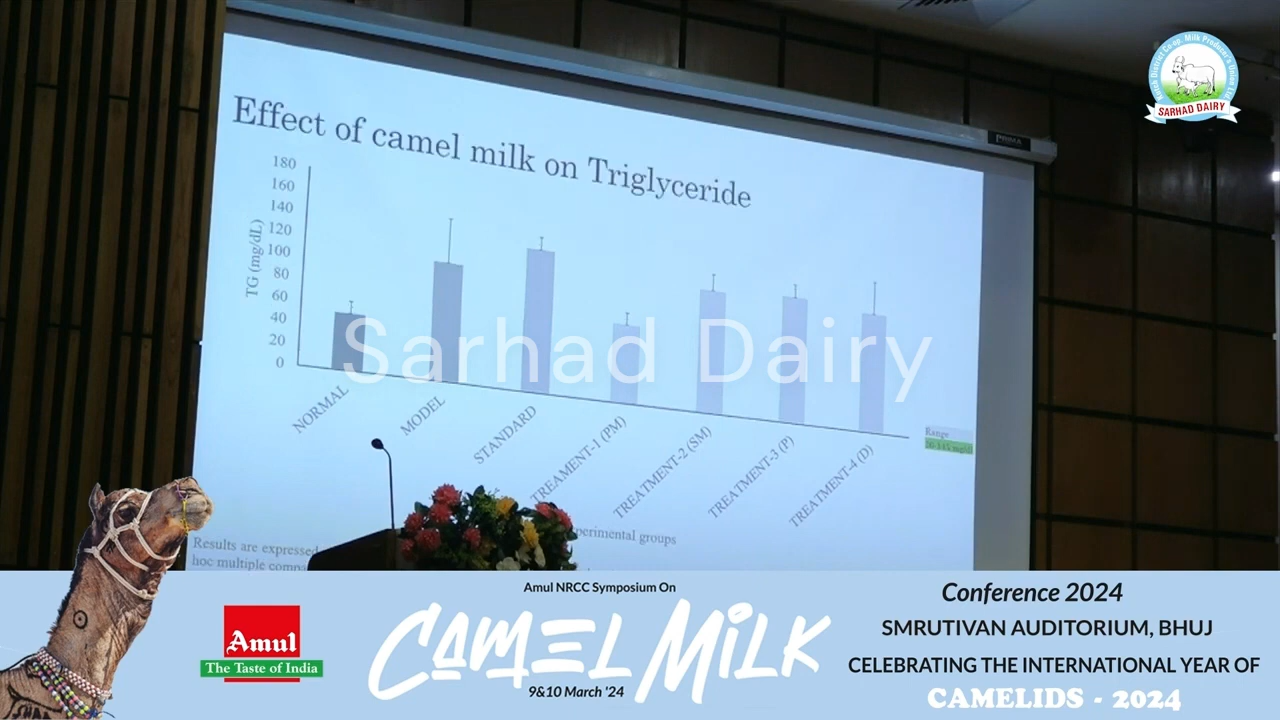 Effect of camel milk on Triglyceride
180
160
140
120
100
80
60
40
20
0
TG (mg/dL)
NORMAL
MODEL
STANDARD
TREAMENT-1 (PM)
TREATMENT-2 (SM)
TREATMENT-3 (P)
TREATMENT-4 (D)
Range
perimental groups
Results are expressed
hoc multiple compa
Sarhad Dairy
SARHAD DAIRY
Amul
The Taste of India
Amul NRCC Symposium On
CAMEL MiLK
9&10 March '24
Conference 2024
SMRUTIVAN AUDITORIUM, BHUJ
CELEBRATING THE INTERNATIONAL YEAR OF
CAMELIDS - 2024